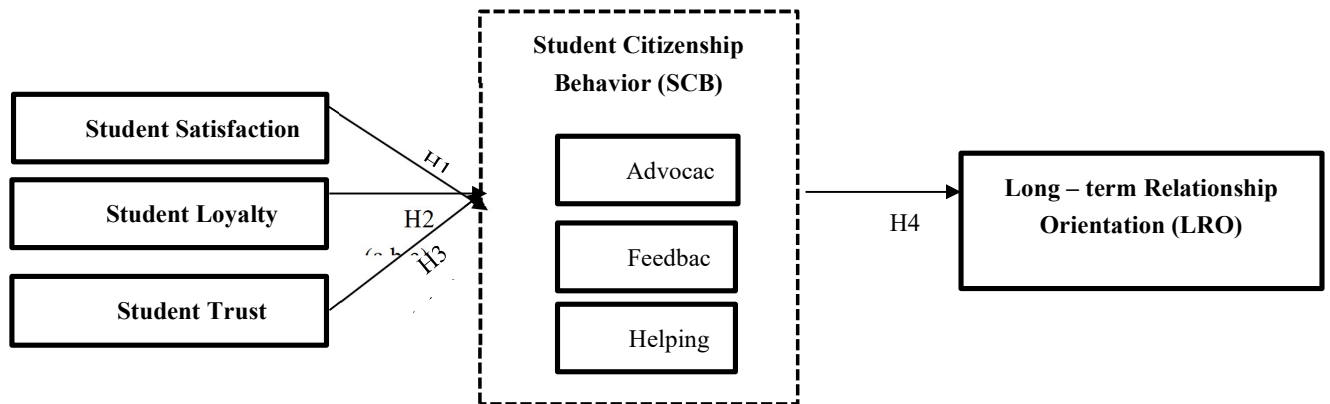 Student Citizenship
Behavior (SCB)
Student Satisfaction
Student Loyalty
Student Trust
H1
H2
H3
Advocac
Feedbac
Helping
H4
Long – term Relationship
Orientation (LRO)